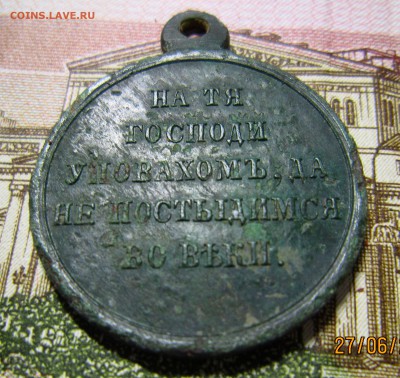 COINS.LAVE.RU
НА ТЯ
ГОСПОДИ
УПОВАХОМЪ, ДА
НЕ ПОСТЫДИМСЯ
ВО ВѢКИ.
27/06/